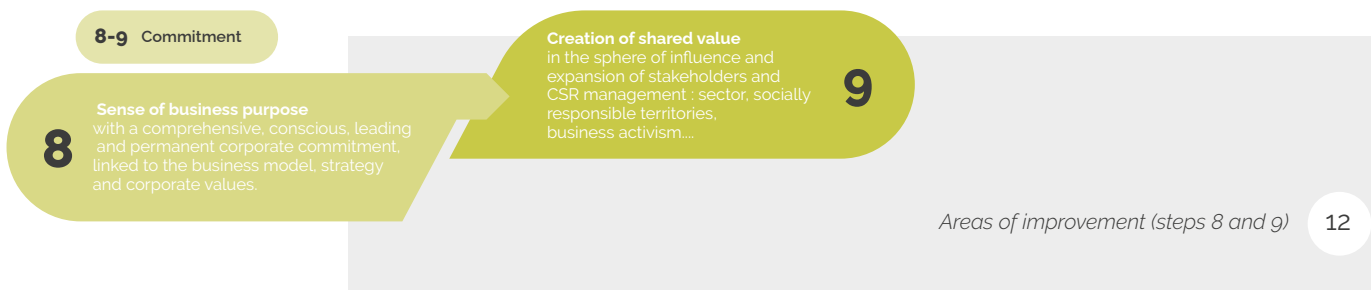 8-9 Commitment
8
Sense of business purpose
with a comprehensive, conscious, leading
and permanent corporate commitment,
linked to the business model, strategy
and corporate values.
Creation of shared value
in the sphere of influence and
expansion of stakeholders and
CSR management : sector, socially
responsible territories,
business activism....
9
Areas of improvement (steps 8 and 9)
12